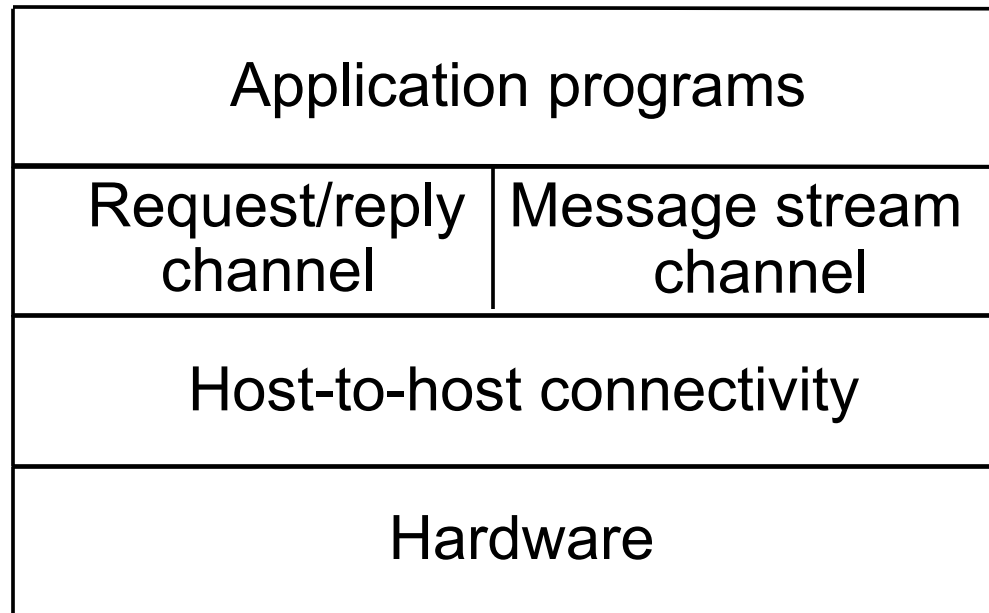 Application programs
Request/reply
channel
Message stream
channel
Host-to-host connectivity
Hardware